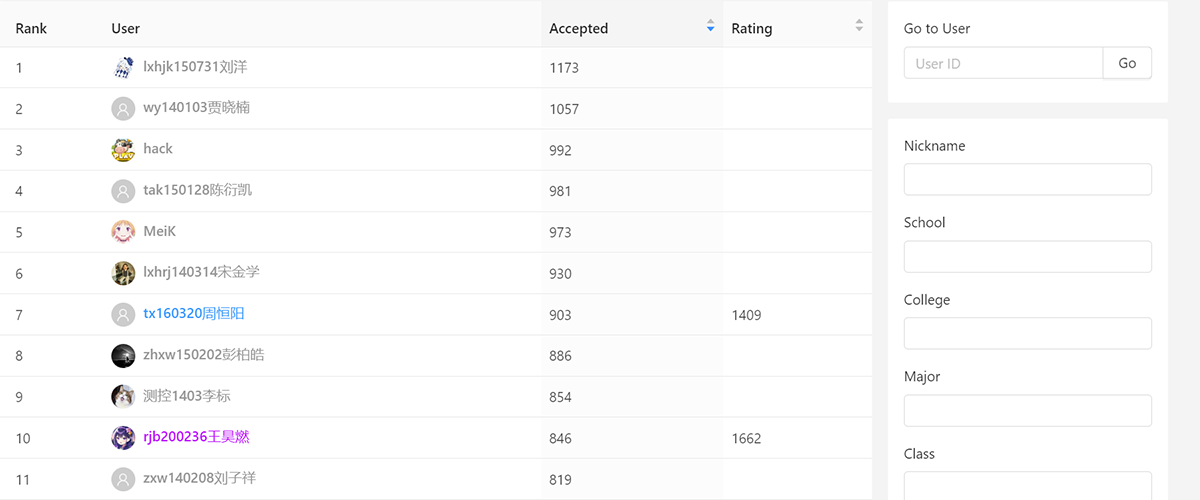 Rank User Accepted Rating
1 lxhjk150731刘洋 1173
2 wy140103贾晓楠 1057
3 hack 992
4 tak150128陈衍凯 981
5 MeiK 973
6 lxhrj140314宋金学 930
7 tx160320周恒阳 903 1409
8 zhxw150202彭柏皓 886
9 测控1403李标 854
10 rjb200236王昊燃 846 1662
11 zxw140208刘子祥 819
Go to User
User ID Go
Nickname
School
College
Major
Class